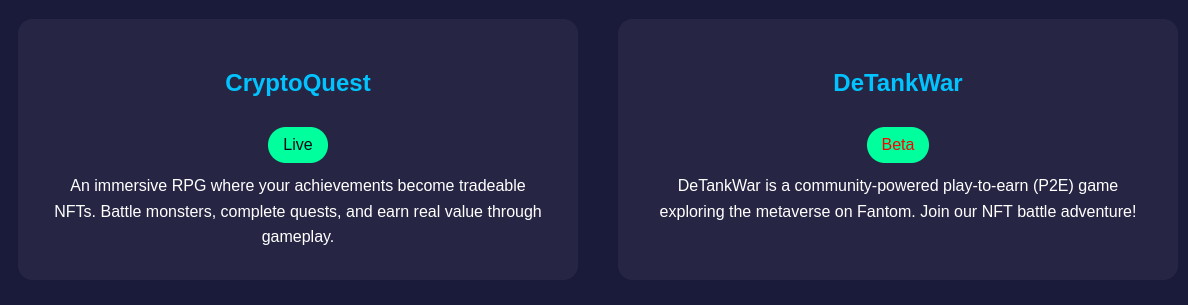 CryptoQuest
Live
An immersive RPG where your achievements become tradeable
NFTs. Battle monsters, complete quests, and earn real value through
gameplay.
DeTankWar
Beta
DeTankWar is a community-powered play-to-earn (P2E) game
exploring the metaverse on Fantom. Join our NFT battle adventure!